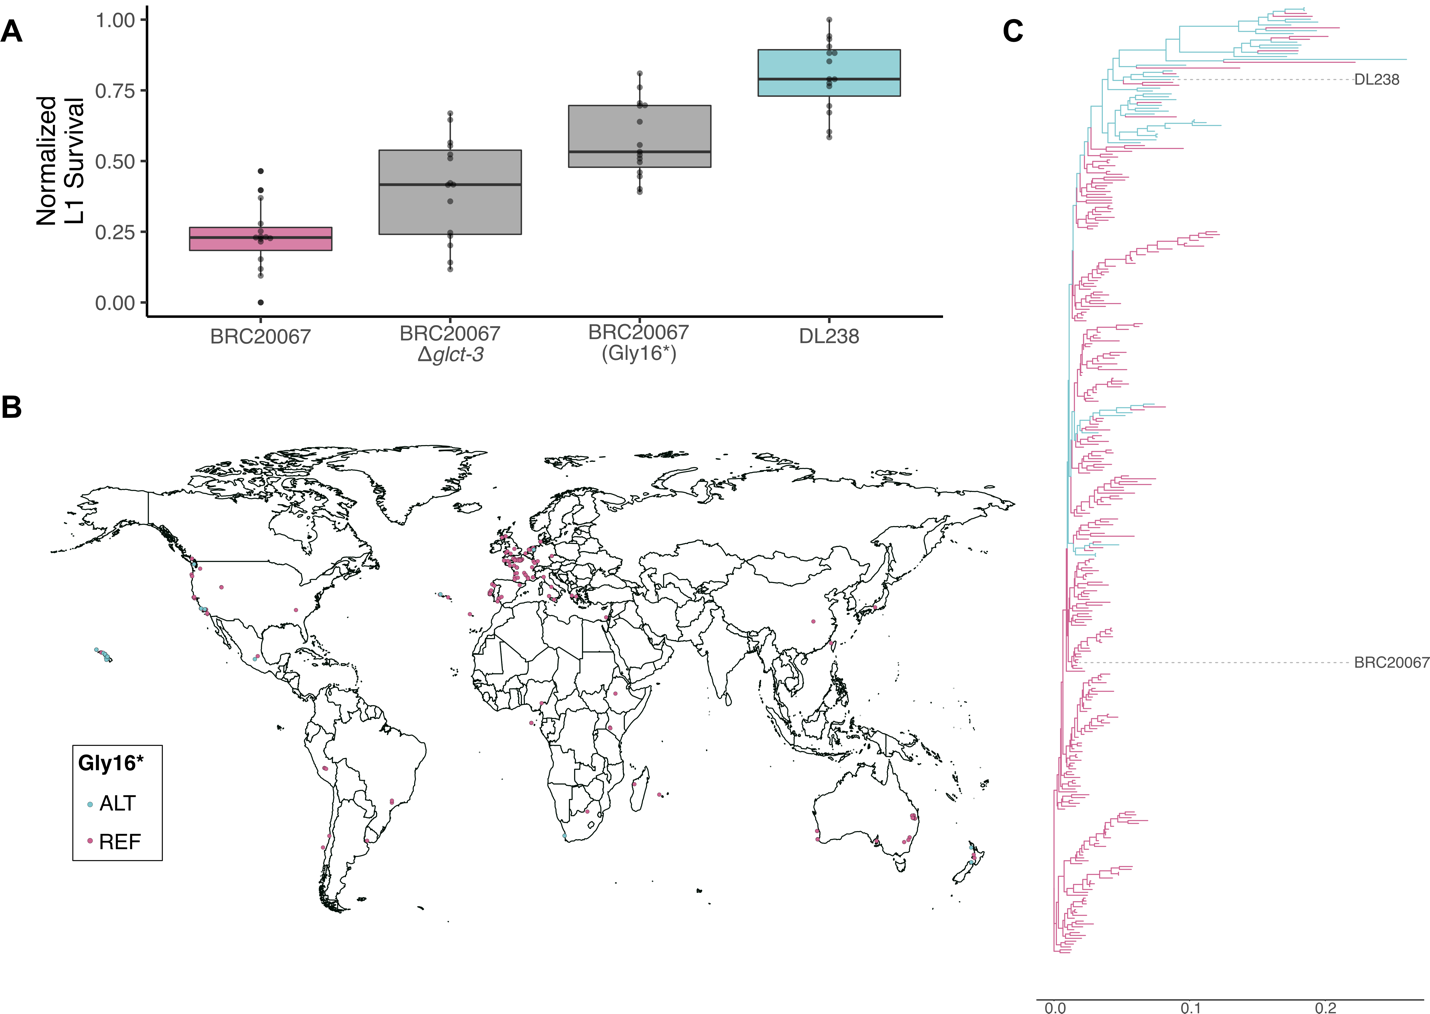 A
Normalized
L1 Survival
1.00
0.75
0.50
0.25
0.00
BRC20067
BRC20067
Δglct-3
BRC20067
(Gly16*)
DL238
B
Gly16*
ALT
REF
C
DL238
BRC20067
0.0
0.1
0.2